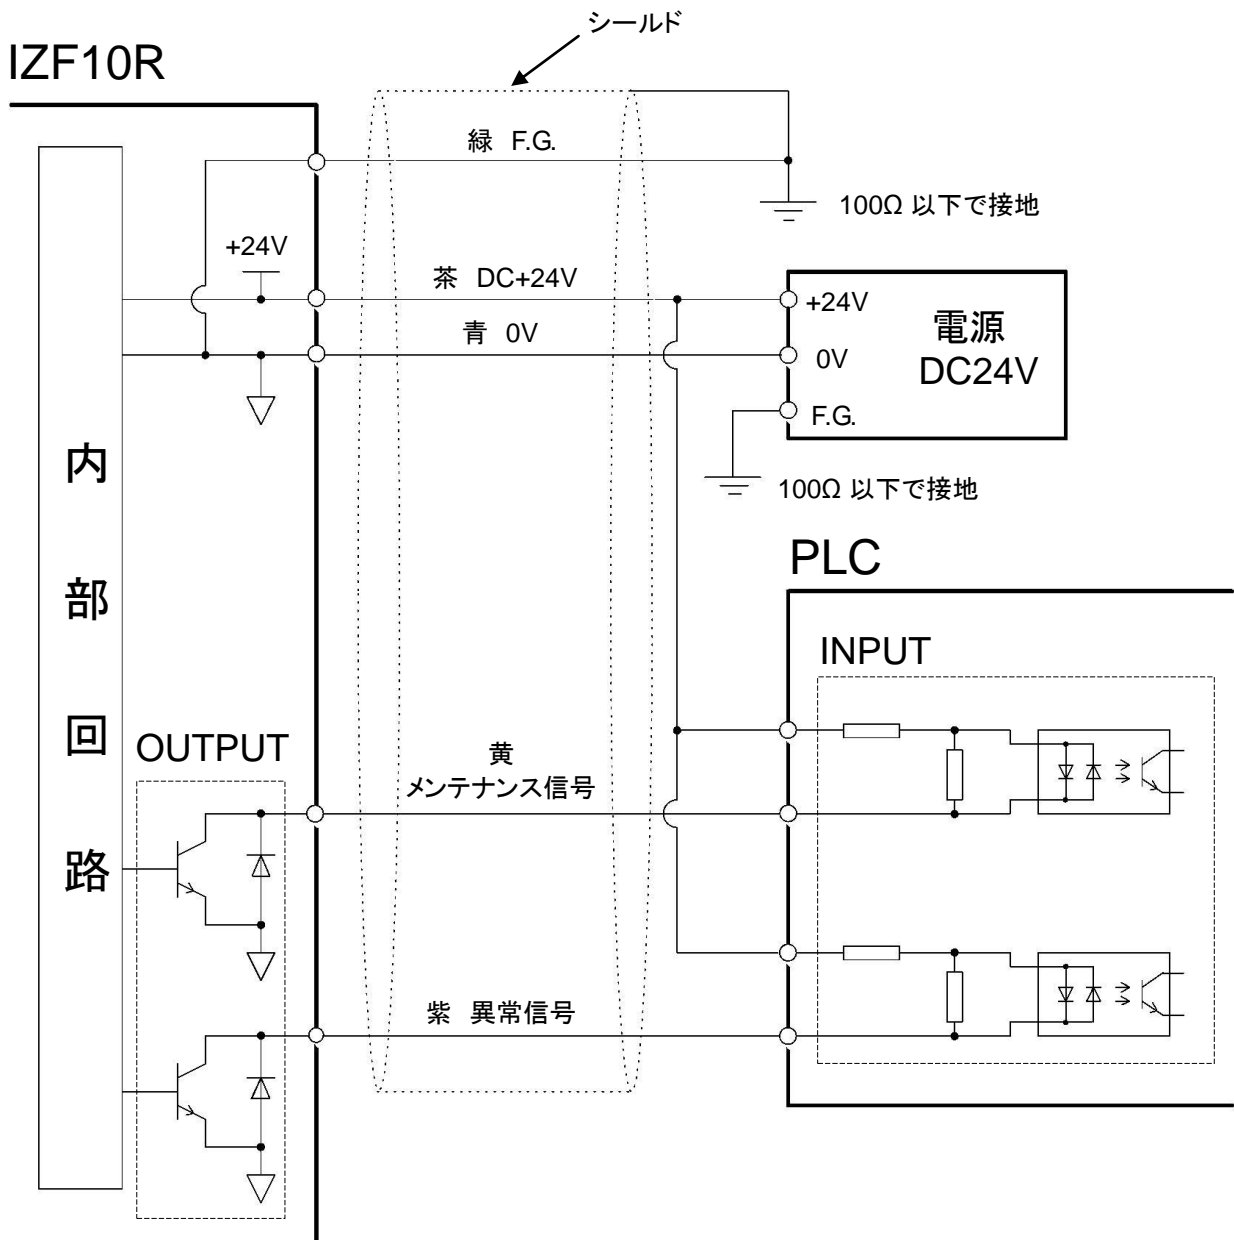 シールド
IZF10R
緑 F.G.
100Ω 以下で接地
+24V
茶 DC+24V
+24V
電源
DC24V
青 0V
0V
F.G.
100Ω 以下で接地
内部回路
PLC
INPUT
OUTPUT
黄
メンテナンス信号
紫 異常信号